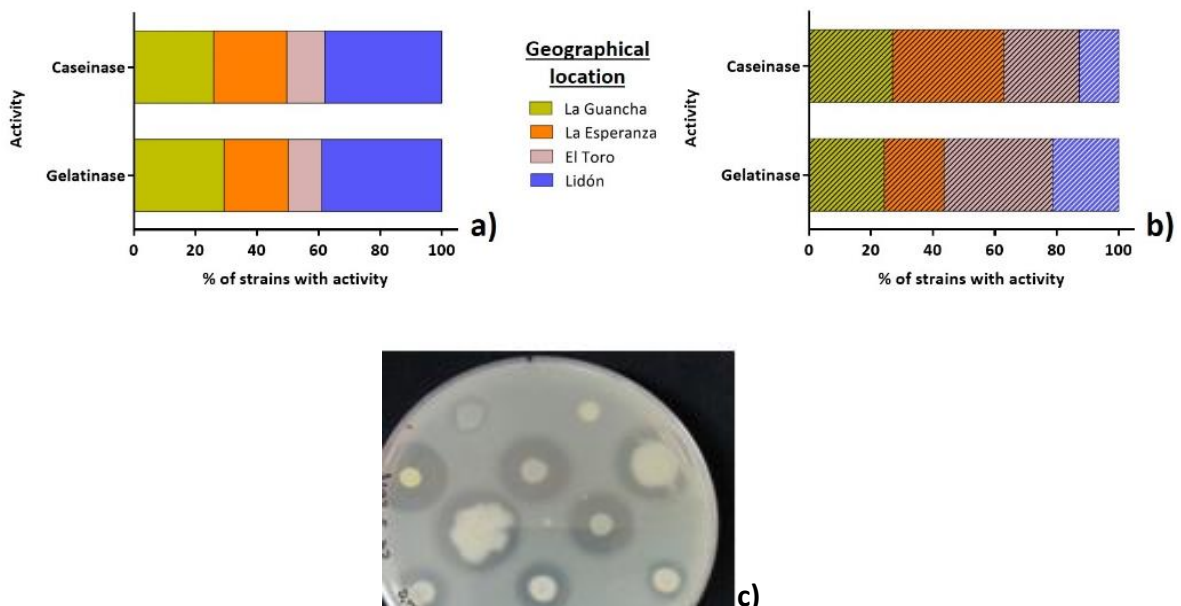 Activity
Caseinase
Gelatinase
0 20 40 60 80 100
% of strains with activity
a)
Geographical
location
La Guancha
La Esperanza
El Toro
Lidón
Activity
Caseinase
Gelatinase
0 20 40 60 80 100
% of strains with activity
b)
c)